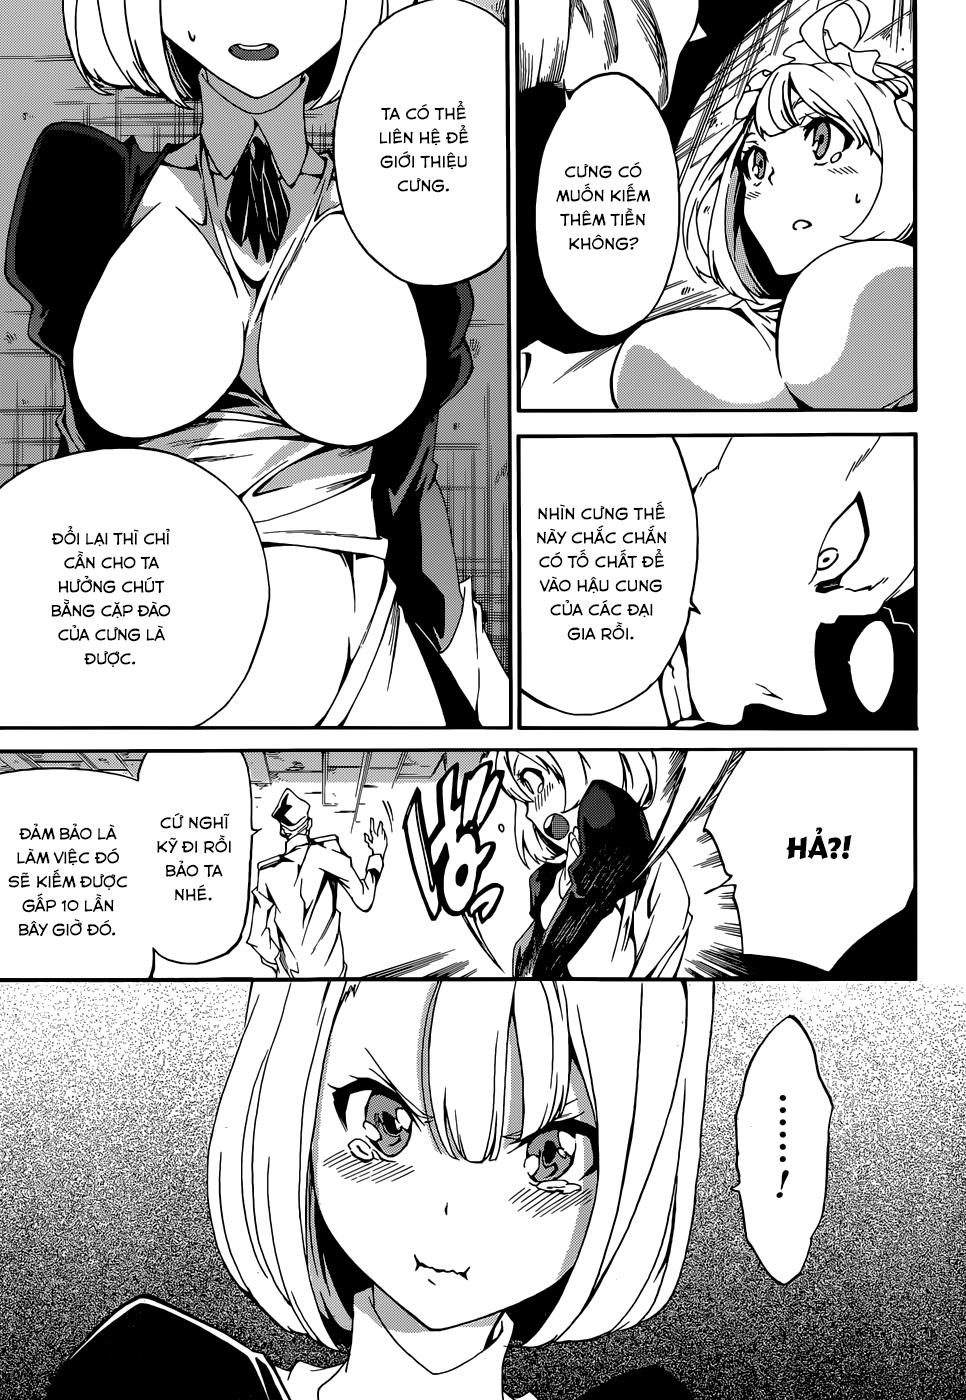 CƯNG CÓ
MUỐN KIẾM
THÊM TIỀN
KHÔNG?
TA CÓ THỂ
LIÊN HỆ ĐỂ
GIỚI THIỆU
CƯNG.
NHÌN CƯNG THẾ
NÀY CHẮC CHẮN
CÓ TỐ CHẤT ĐỂ
VÀO HẬU CUNG
CỦA CÁC ĐẠI
GIA RỒI.
ĐỔI LẠI THÌ CHỈ
CẦN CHO TA
HƯỞNG CHÚT
BẰNG CẶP ĐÀO
CỦA CƯNG LÀ
ĐƯỢC.
HẢ?!
CỨ NGHĨ
KỸ ĐI RỒI
BẢO TA
NHÉ.
ĐẢM BẢO LÀ
LÀM VIỆC ĐÓ
SẼ KIẾM ĐƯỢC
GẤP 10 LẦN
BÂY GIỜ ĐÓ.
.......!